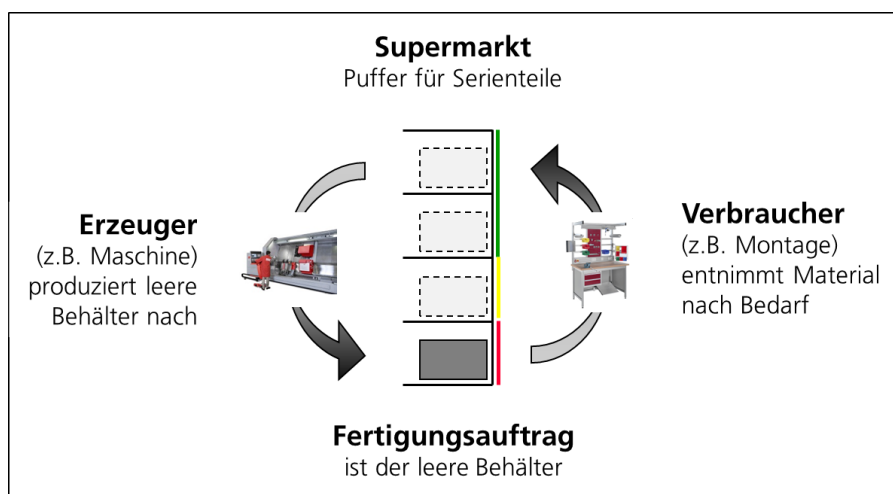 Supermarkt
Puffer für Serienteile
Erzeuger
(z.B. Maschine)
produziert leere
Behälter nach
Verbraucher
(z.B. Montage)
entnimmt Material
nach Bedarf
Fertigungsauftrag
ist der leere Behälter